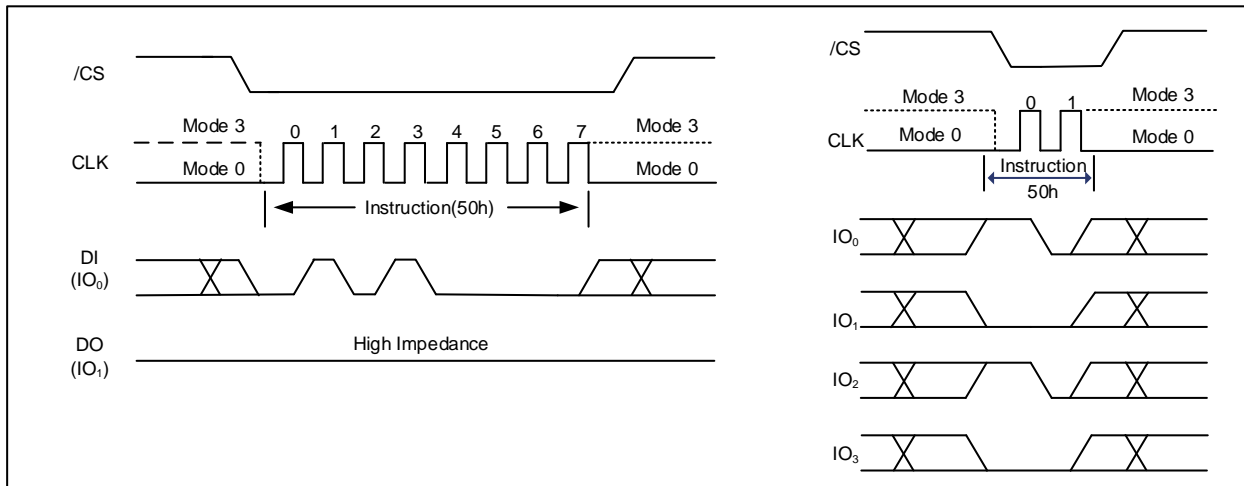 /CS
Mode 3 0 1 2 3 4 5 6 7 Mode 3
CLK
Mode 0 Mode 0
Instruction(50h)
DI
(IO₀)
DO
(IO₁)
High Impedance
/CS
Mode 3 0 1 Mode 3
CLK Mode 0 Mode 0
Instruction
50h
IO₀
IO₁
IO₂
IO₃